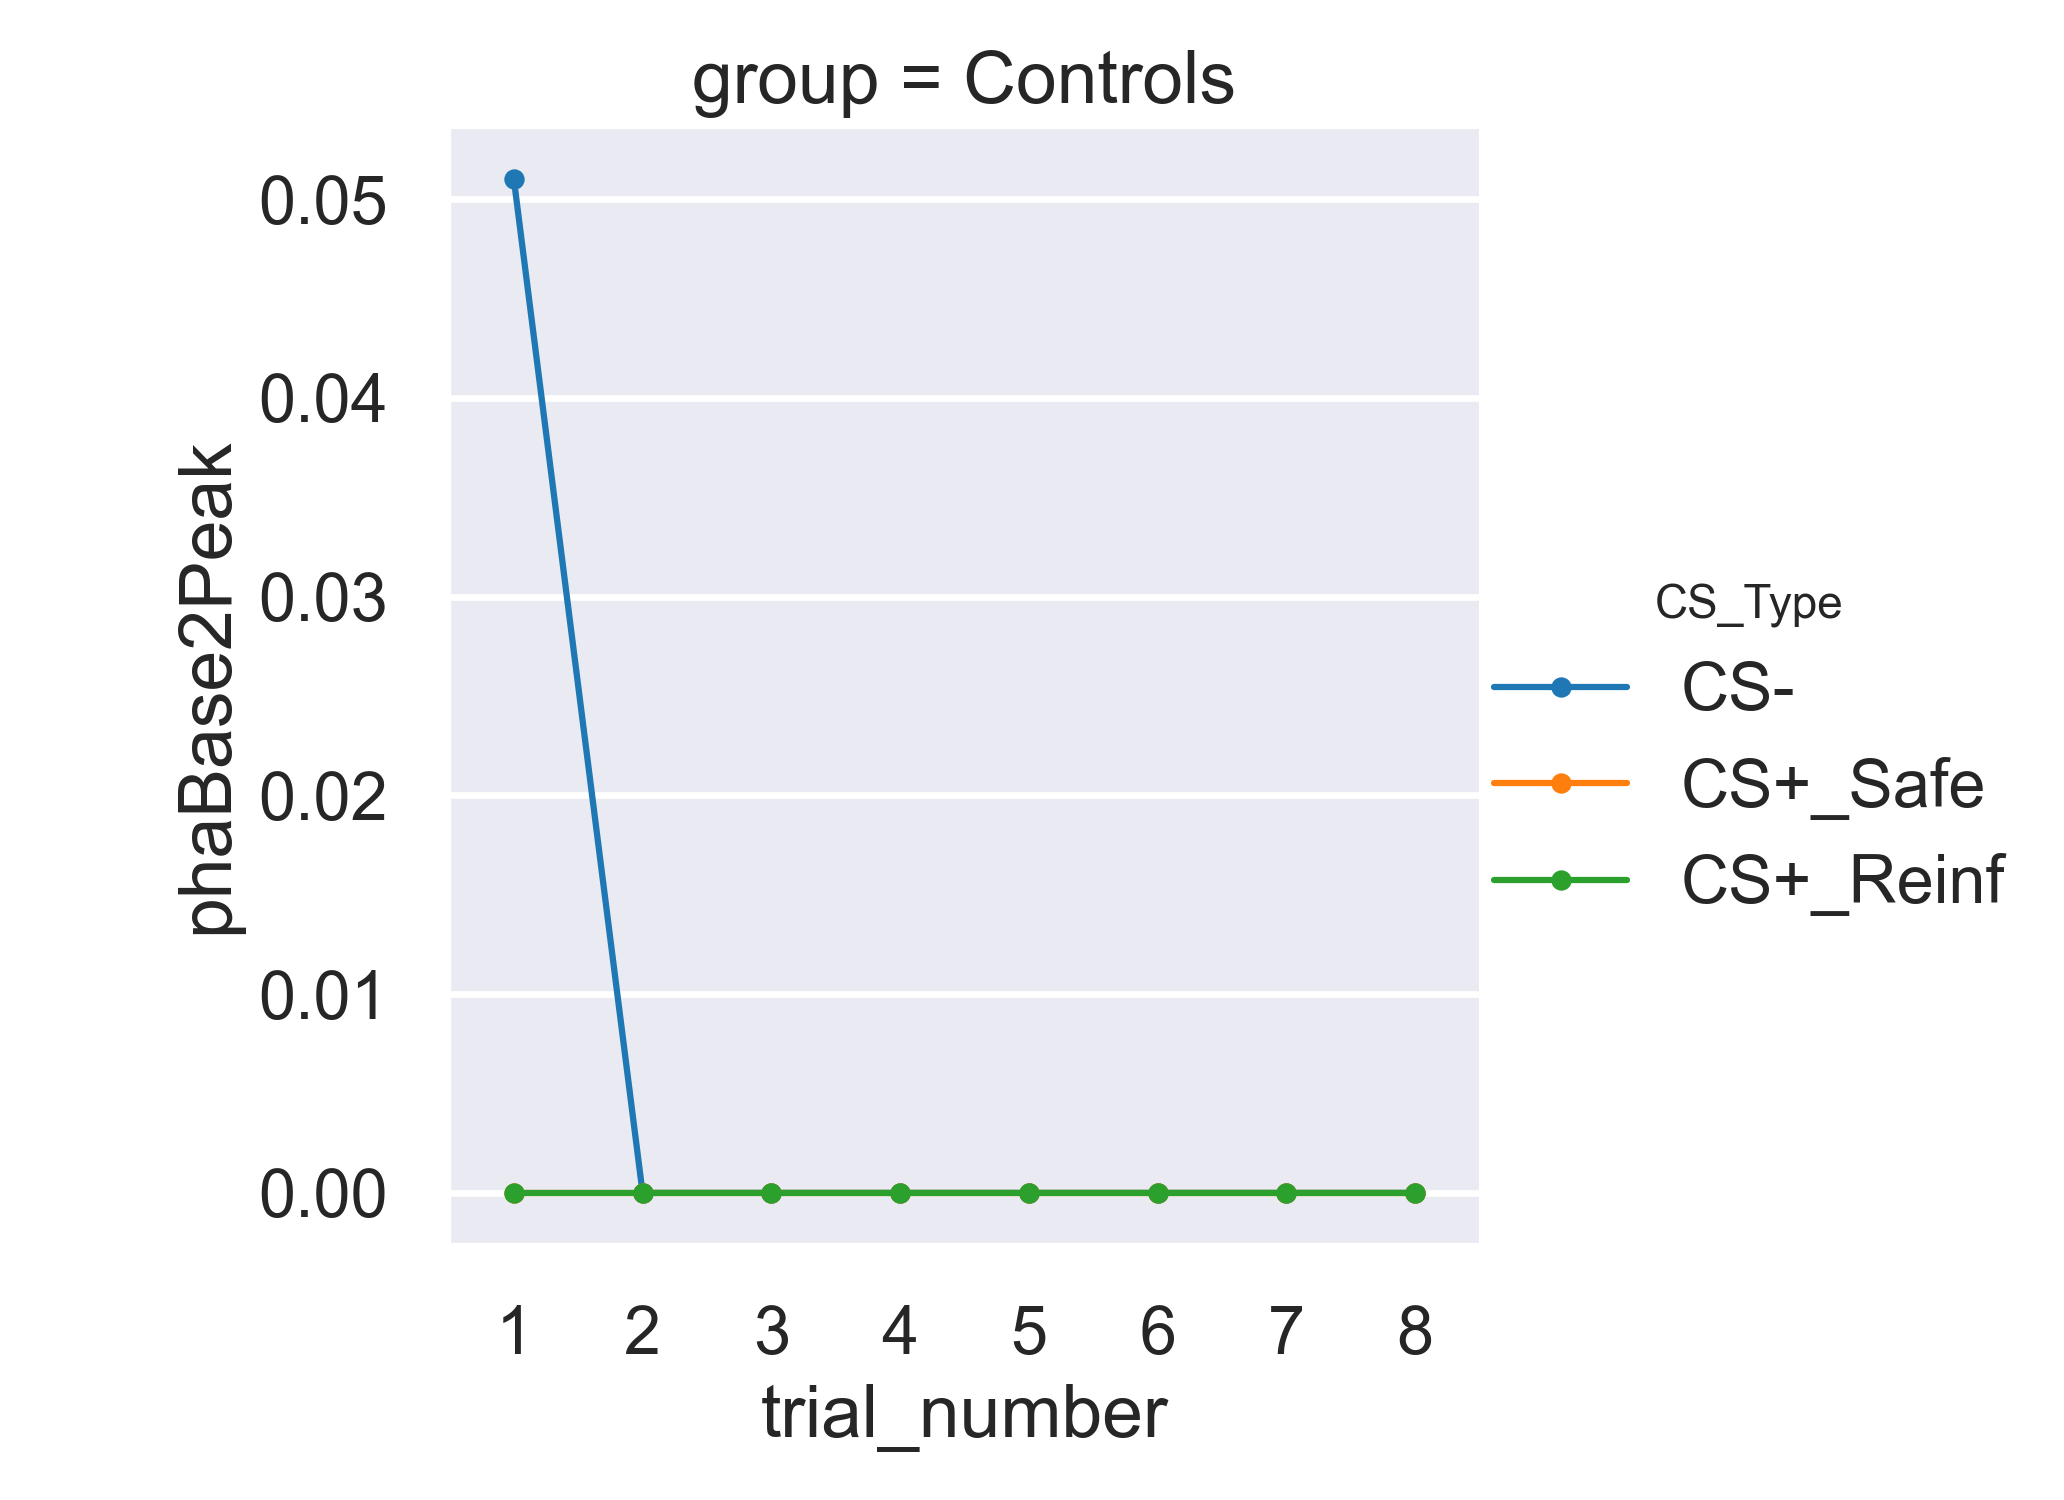 group = Controls
phaBase2Peak
0.05
0.04
0.03
0.02
0.01
0.00
1 2 3 4 5 6 7 8
trial_number
CS_Type
CS-
CS+_Safe
CS+_Reinf